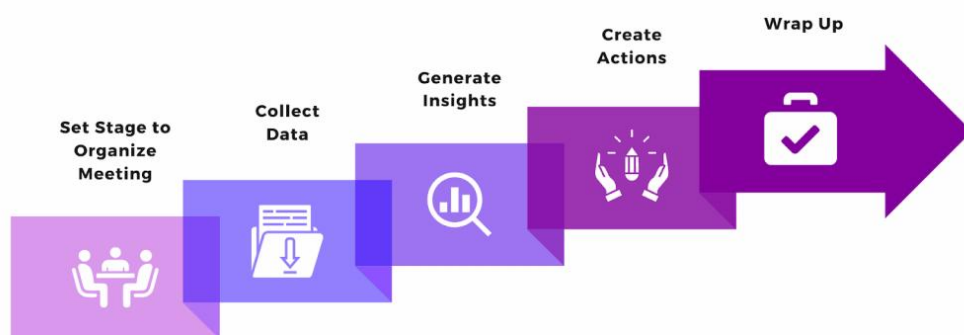 Set Stage to
Organize
Meeting
Collect
Data
Generate
Insights
Create
Actions
Wrap Up